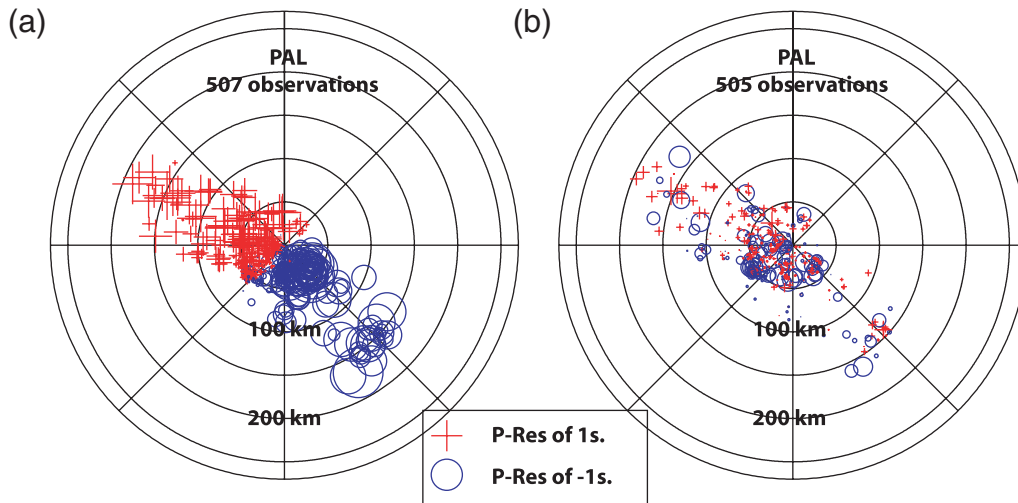 (a)
PAL
507 observations
100 km
200 km
(b)
PAL
505 observations
100 km
200 km
P-Res of 1s.
P-Res of -1s.